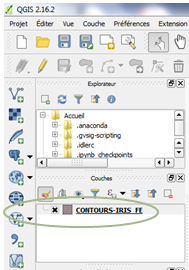 QGIS 2.16.2
Projet Éditer Vue Couche Préférences Extension
Explorateur
Accueil
.anaconda
.gvsig-scripting
.idlerc
.ipynb_checkpoints
Couches
CONTOURS-IRIS_FE